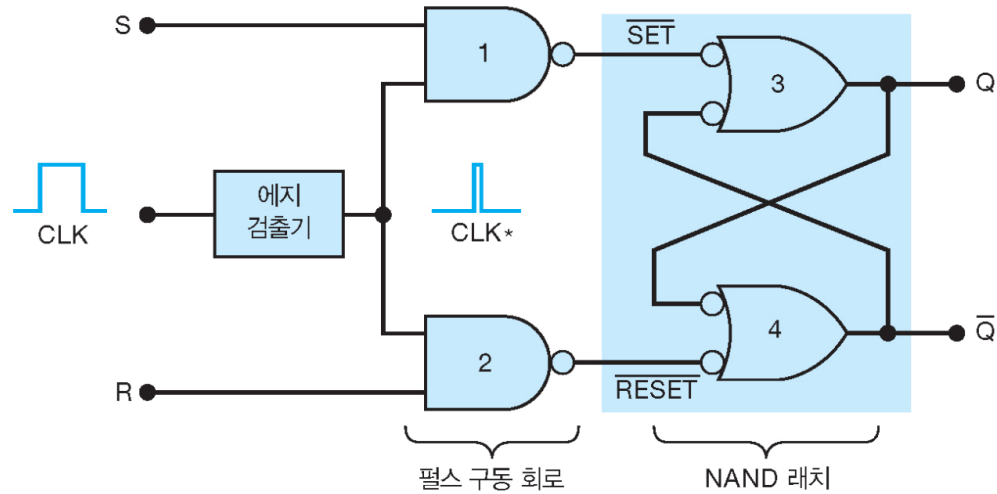 S
1
SET
3
Q
에지
검출기
CLK
CLK*
4
Q̅
2
R
RESET
펄스 구동 회로
NAND 래치